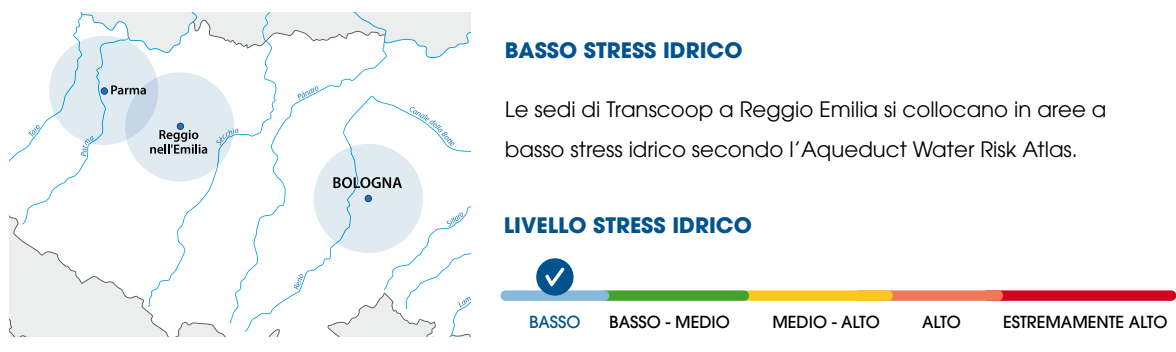 Parma
Reggio
nell'Emilia
BOLOGNA
Taro
Parma
Secchia
Pànaro
Canale della Botte
Reno
Sillaro
Lam
BASSO STRESS IDRICO
Le sedi di Transcoop a Reggio Emilia si collocano in aree a
basso stress idrico secondo l'Aqueduct Water Risk Atlas.
LIVELLO STRESS IDRICO
BASSO
BASSO - MEDIO
MEDIO - ALTO
ALTO
ESTREMAMENTE ALTO